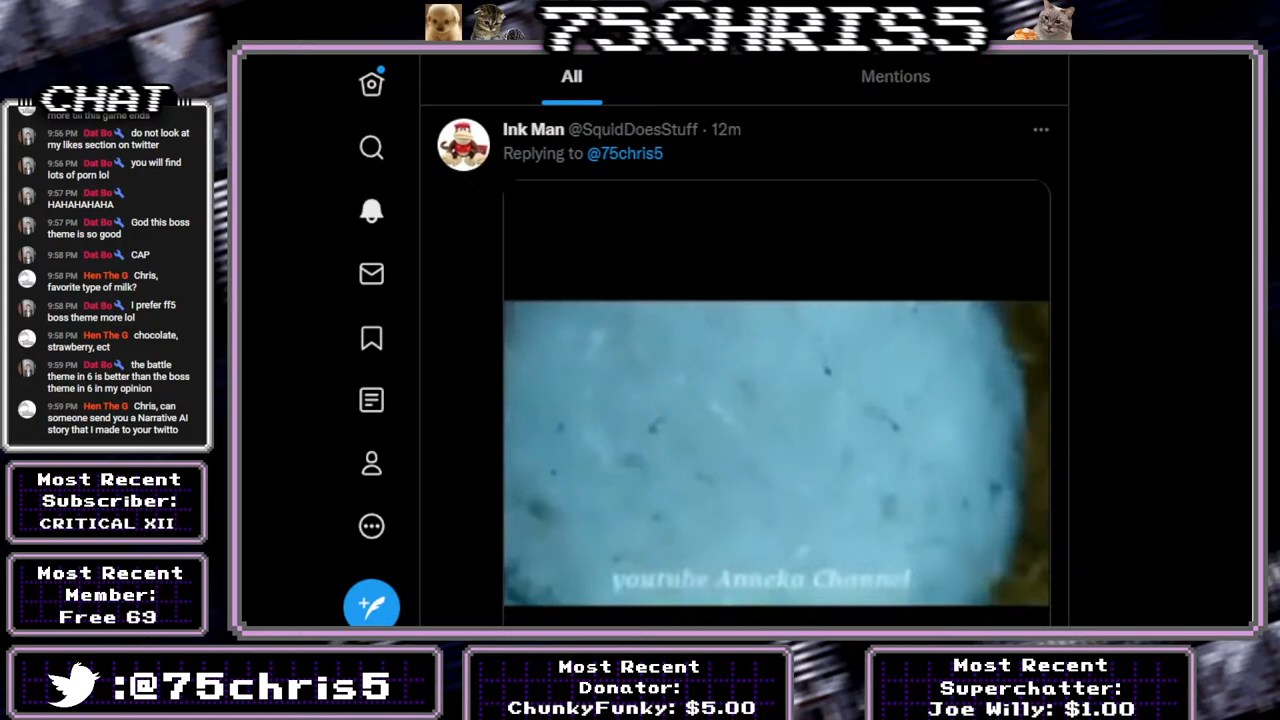 75CHRIS5
CHAT
more till this game ends
9:56 PM Dat Bo do not look at
my likes section on twitter
9:56 PM Dat Bo you will find
lots of porn lol
9:57 PM Dat Bo
HAHAHAHAHA
9:57 PM Dat Bo God this boss
theme is so good
9:58 PM Dat Bo CAP
9:58 PM Hen The G Chris,
favorite type of milk?
9:58 PM Dat Bo I prefer ff5
boss theme more lol
9:58 PM Hen The G chocolate,
strawberry, ect
9:59 PM Dat Bo the battle
theme in 6 is better than the boss
theme in 6 in my opinion
9:59 PM Hen The G Chris, can
someone send you a Narrative AI
story that I made to your twitto
Most Recent
Subscriber:
CRITICAL XII
Most Recent
Member:
Free 69
All
Mentions
Ink Man @SquidDoesStuff · 12m
Replying to @75chris5
youtube Anneka Channel
:@75chris5
Most Recent
Donator:
ChunkyFunky: $5.00
Most Recent
Superchatter:
Joe Willy: $1.00